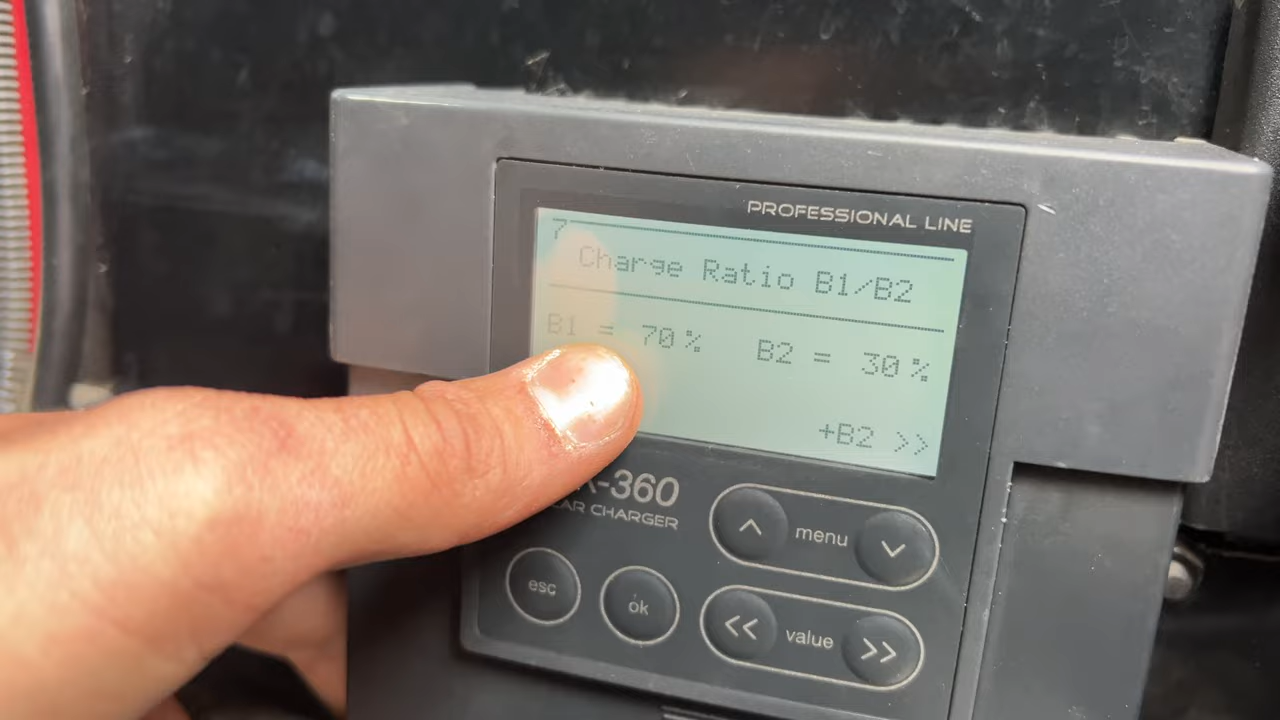 PROFESSIONAL LINE
7
Charge Ratio B1/B2
B1 = 70% B2 = 30%
+B2 >>
-360
CHARGER
menu
esc
ok
<< value >>